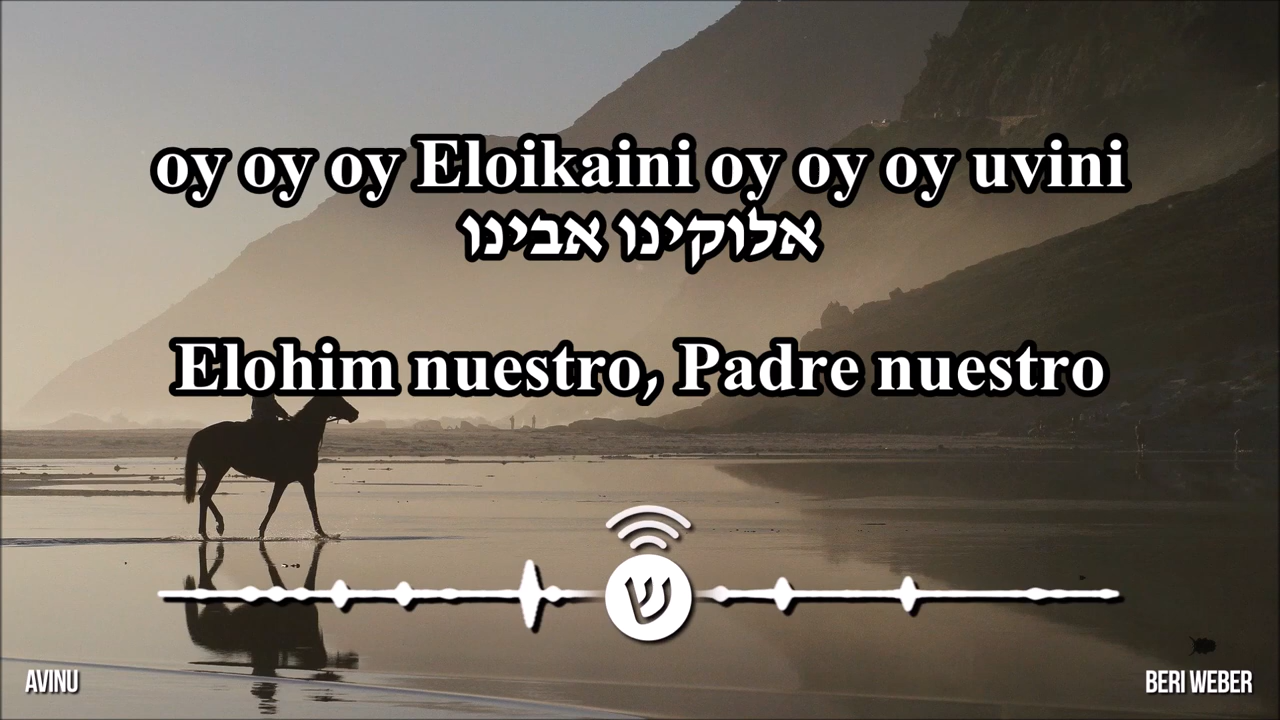 oy oy oy Eloikaini oy oy oy uvini
אלוקינו אבינו
Elohim nuestro, Padre nuestro
ש
AVINU
BERI WEBER